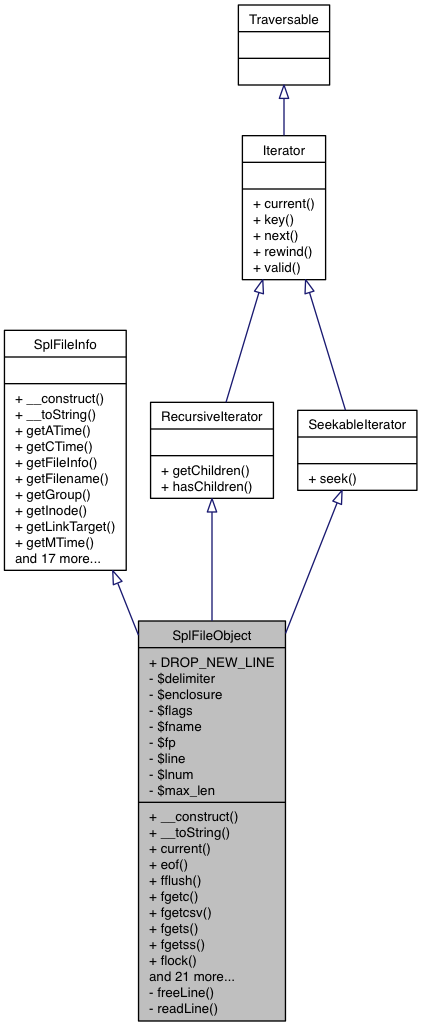 Traversable
Iterator
+ current()
+ key()
+ next()
+ rewind()
+ valid()
SplFileInfo
+ __construct()
+ __toString()
+ getATime()
+ getCTime()
+ getFileInfo()
+ getFilename()
+ getGroup()
+ getInode()
+ getLinkTarget()
+ getMTime()
and 17 more...
RecursiveIterator
+ getChildren()
+ hasChildren()
SeekableIterator
+ seek()
SplFileObject
+ DROP_NEW_LINE
- $delimiter
- $enclosure
- $flags
- $fname
- $fp
- $line
- $lnum
- $max_len
+ __construct()
+ __toString()
+ current()
+ eof()
+ fflush()
+ fgetc()
+ fgetcsv()
+ fgets()
+ fgetss()
+ flock()
and 21 more...
- freeLine()
- readLine()